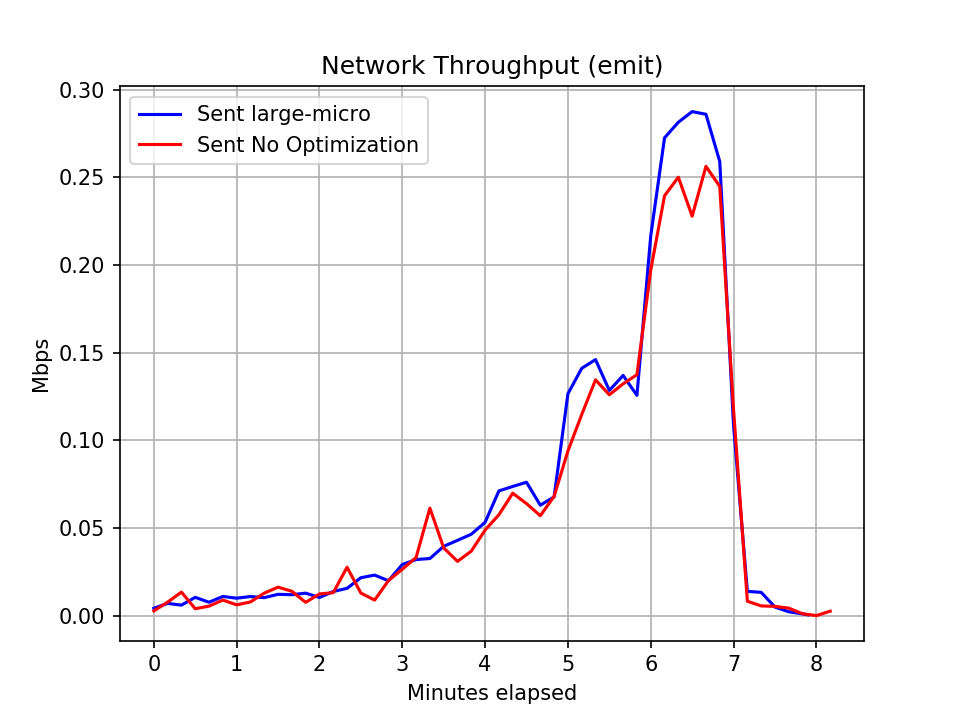 Network Throughput (emit)
Sent large-micro
Sent No Optimization
0.30
0.25
0.20
0.15
0.10
0.05
0.00
Mbps
0 1 2 3 4 5 6 7 8
Minutes elapsed